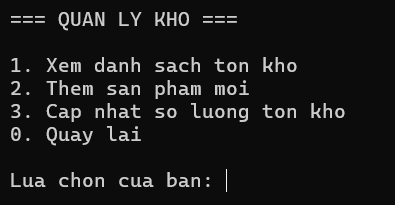 === QUAN LY KHO ===
1. Xem danh sach ton kho
2. Them san pham moi
3. Cap nhat so luong ton kho
0. Quay lai
Lua chon cua ban: